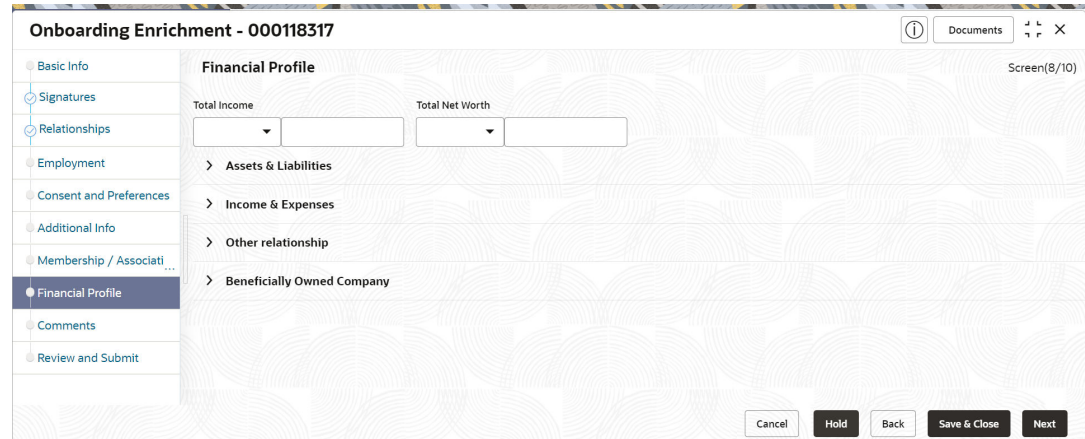 Onboarding Enrichment - 000118317
Documents
Basic Info
Signatures
Relationships
Employment
Consent and Preferences
Additional Info
Membership / Associati...
Financial Profile
Comments
Review and Submit
Financial Profile
Screen(8/10)
Total Income
Total Net Worth
Assets & Liabilities
Income & Expenses
Other relationship
Beneficially Owned Company
Cancel
Hold
Back
Save & Close
Next